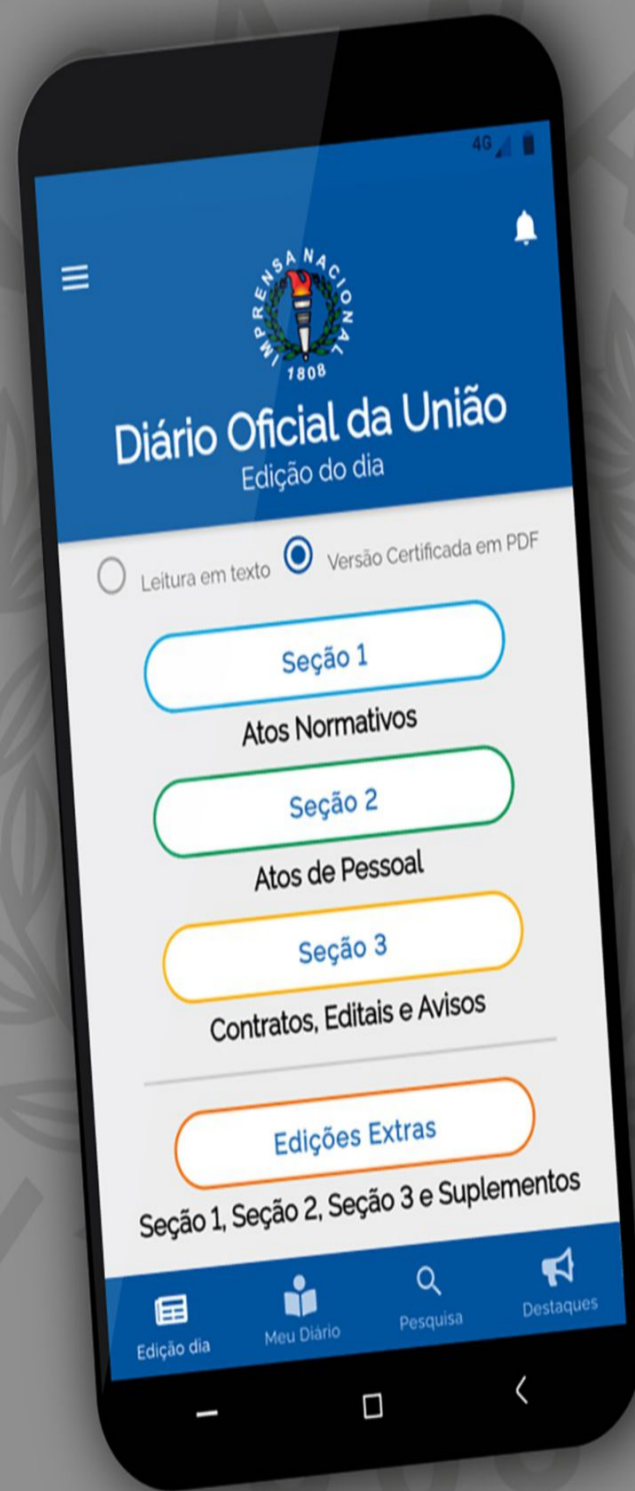 4G
IMPRENSA NACIONAL
1808
Diário Oficial da União
Edição do dia
Leitura em texto Versão Certificada em PDF
Seção 1
Atos Normativos
Seção 2
Atos de Pessoal
Seção 3
Contratos, Editais e Avisos
Edições Extras
Seção 1, Seção 2, Seção 3 e Suplementos
Edição dia Meu Diário Pesquisa Destaques